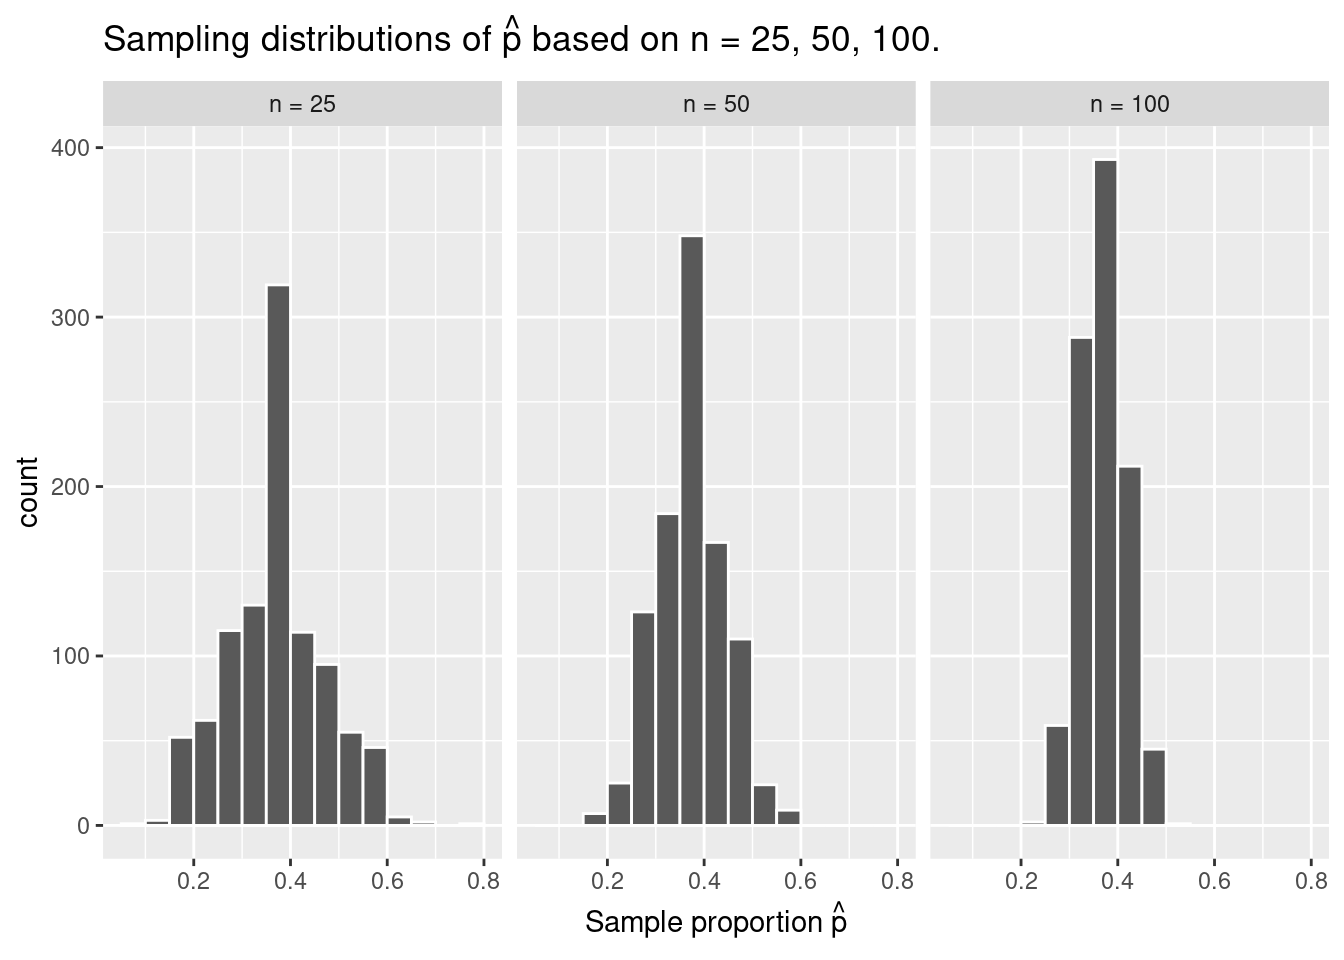 Sampling distributions of p̂ based on n = 25, 50, 100.
n = 25
n = 50
n = 100
400
300
200
100
0
count
0.2 0.4 0.6 0.8
0.2 0.4 0.6 0.8
0.2 0.4 0.6 0.8
Sample proportion p̂